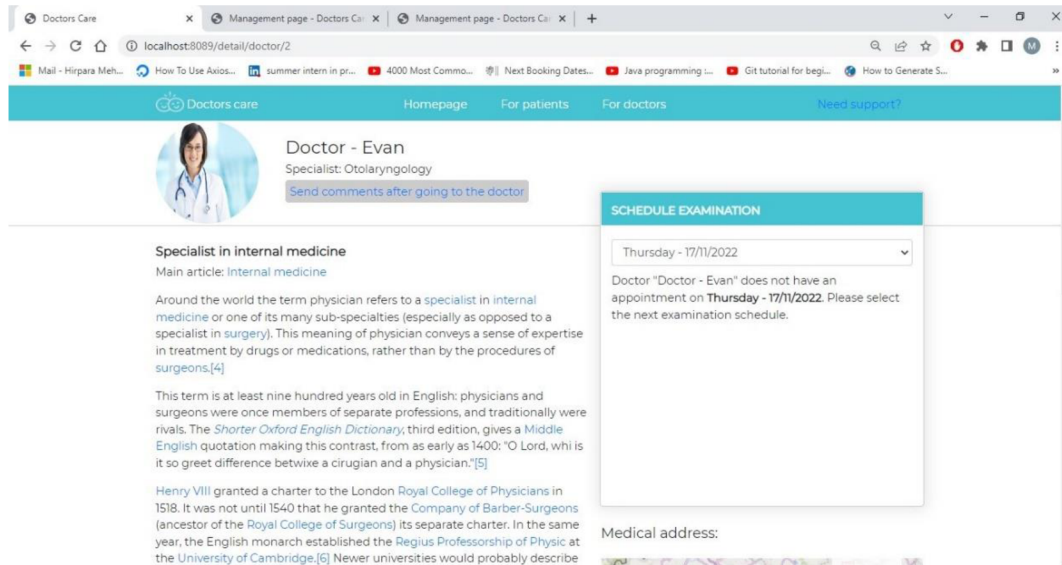 Doctors Care
Management page - Doctors Ca
Management page - Doctors Car
localhost:8089/detail/doctor/2
Mail - Hirpara Meh...
How To Use Axios...
summer intern in pr...
4000 Most Commo...
Next Booking Dates...
Java programming :...
Git tutorial for begi...
How to Generate S...
Doctors care
Homepage
For patients
For doctors
Need support?
Doctor - Evan
Specialist: Otolaryngology
Send comments after going to the doctor
Specialist in internal medicine
Main article: Internal medicine
Around the world the term physician refers to a specialist in internal
medicine or one of its many sub-specialties (especially as opposed to a
specialist in surgery). This meaning of physician conveys a sense of expertise
in treatment by drugs or medications, rather than by the procedures of
surgeons.[4]
This term is at least nine hundred years old in English: physicians and
surgeons were once members of separate professions, and traditionally were
rivals. The Shorter Oxford English Dictionary, third edition, gives a Middle
English quotation making this contrast, from as early as 1400: "O Lord, whi is
it so greet difference betwixe a cirugian and a physician."[5]
Henry VIII granted a charter to the London Royal College of Physicians in
1518. It was not until 1540 that he granted the Company of Barber-Surgeons
(ancestor of the Royal College of Surgeons) its separate charter. In the same
year, the English monarch established the Regius Professorship of Physic at
the University of Cambridge.[6] Newer universities would probably describe
SCHEDULE EXAMINATION
Thursday - 17/11/2022
Doctor "Doctor - Evan" does not have an
appointment on Thursday - 17/11/2022. Please select
the next examination schedule.
Medical address: